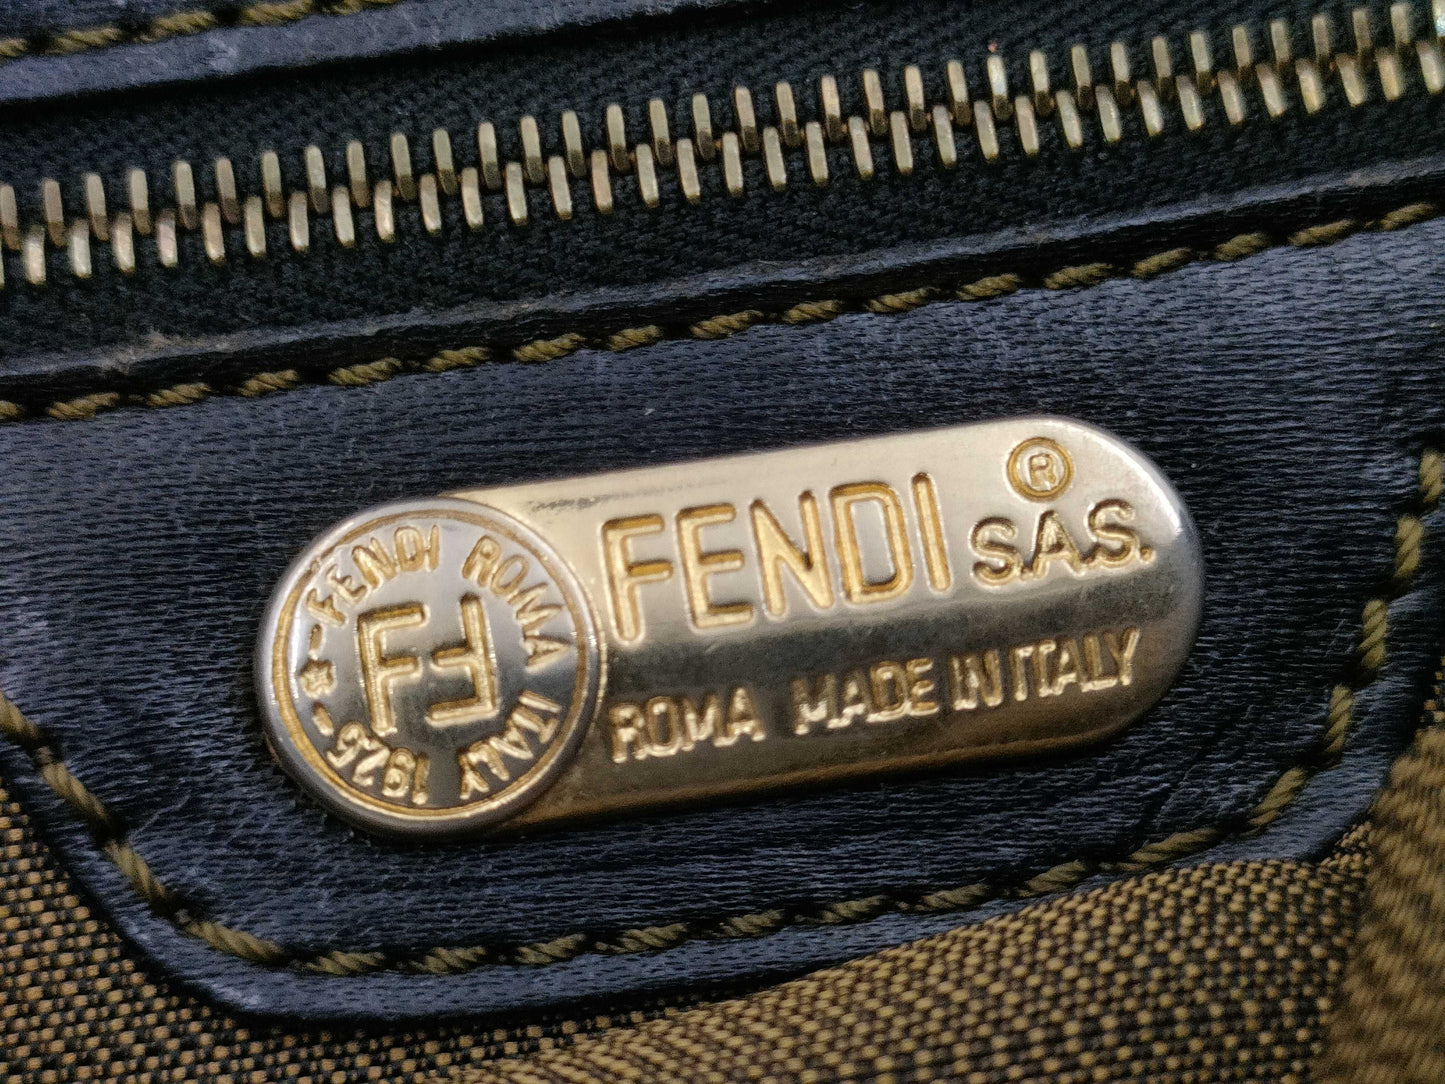 FENDI ROMA ITALY 1925
FF
FENDI S.A.S. ®
ROMA MADE IN ITALY